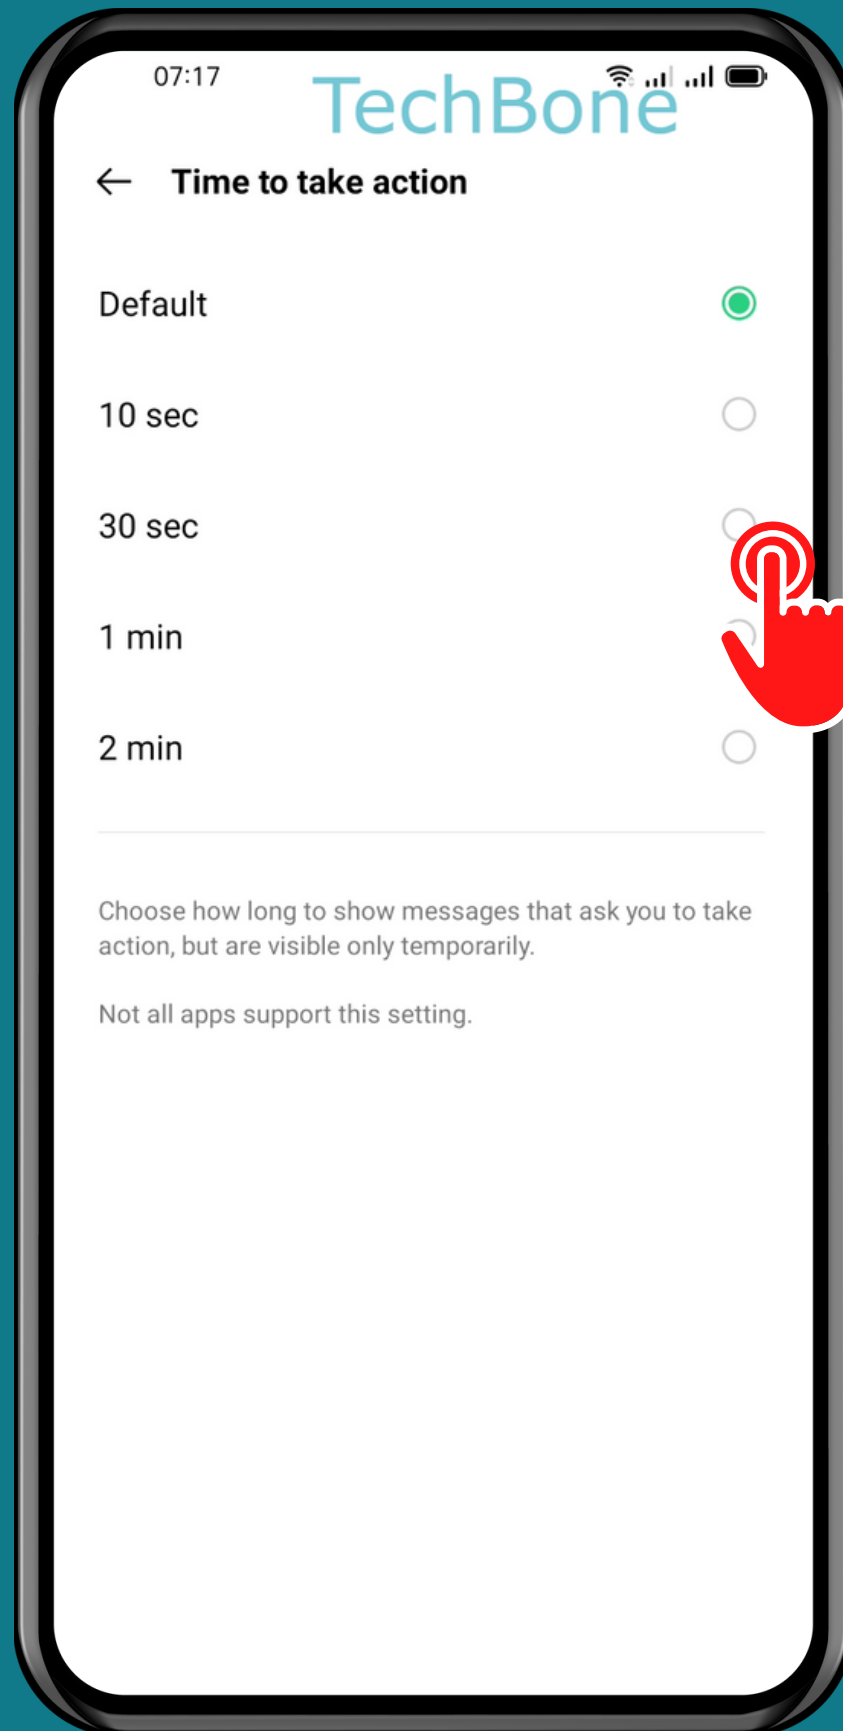 07:17
TechBone
Time to take action
Default
10 sec
30 sec
1 min
2 min
Choose how long to show messages that ask you to take
action, but are visible only temporarily.
Not all apps support this setting.